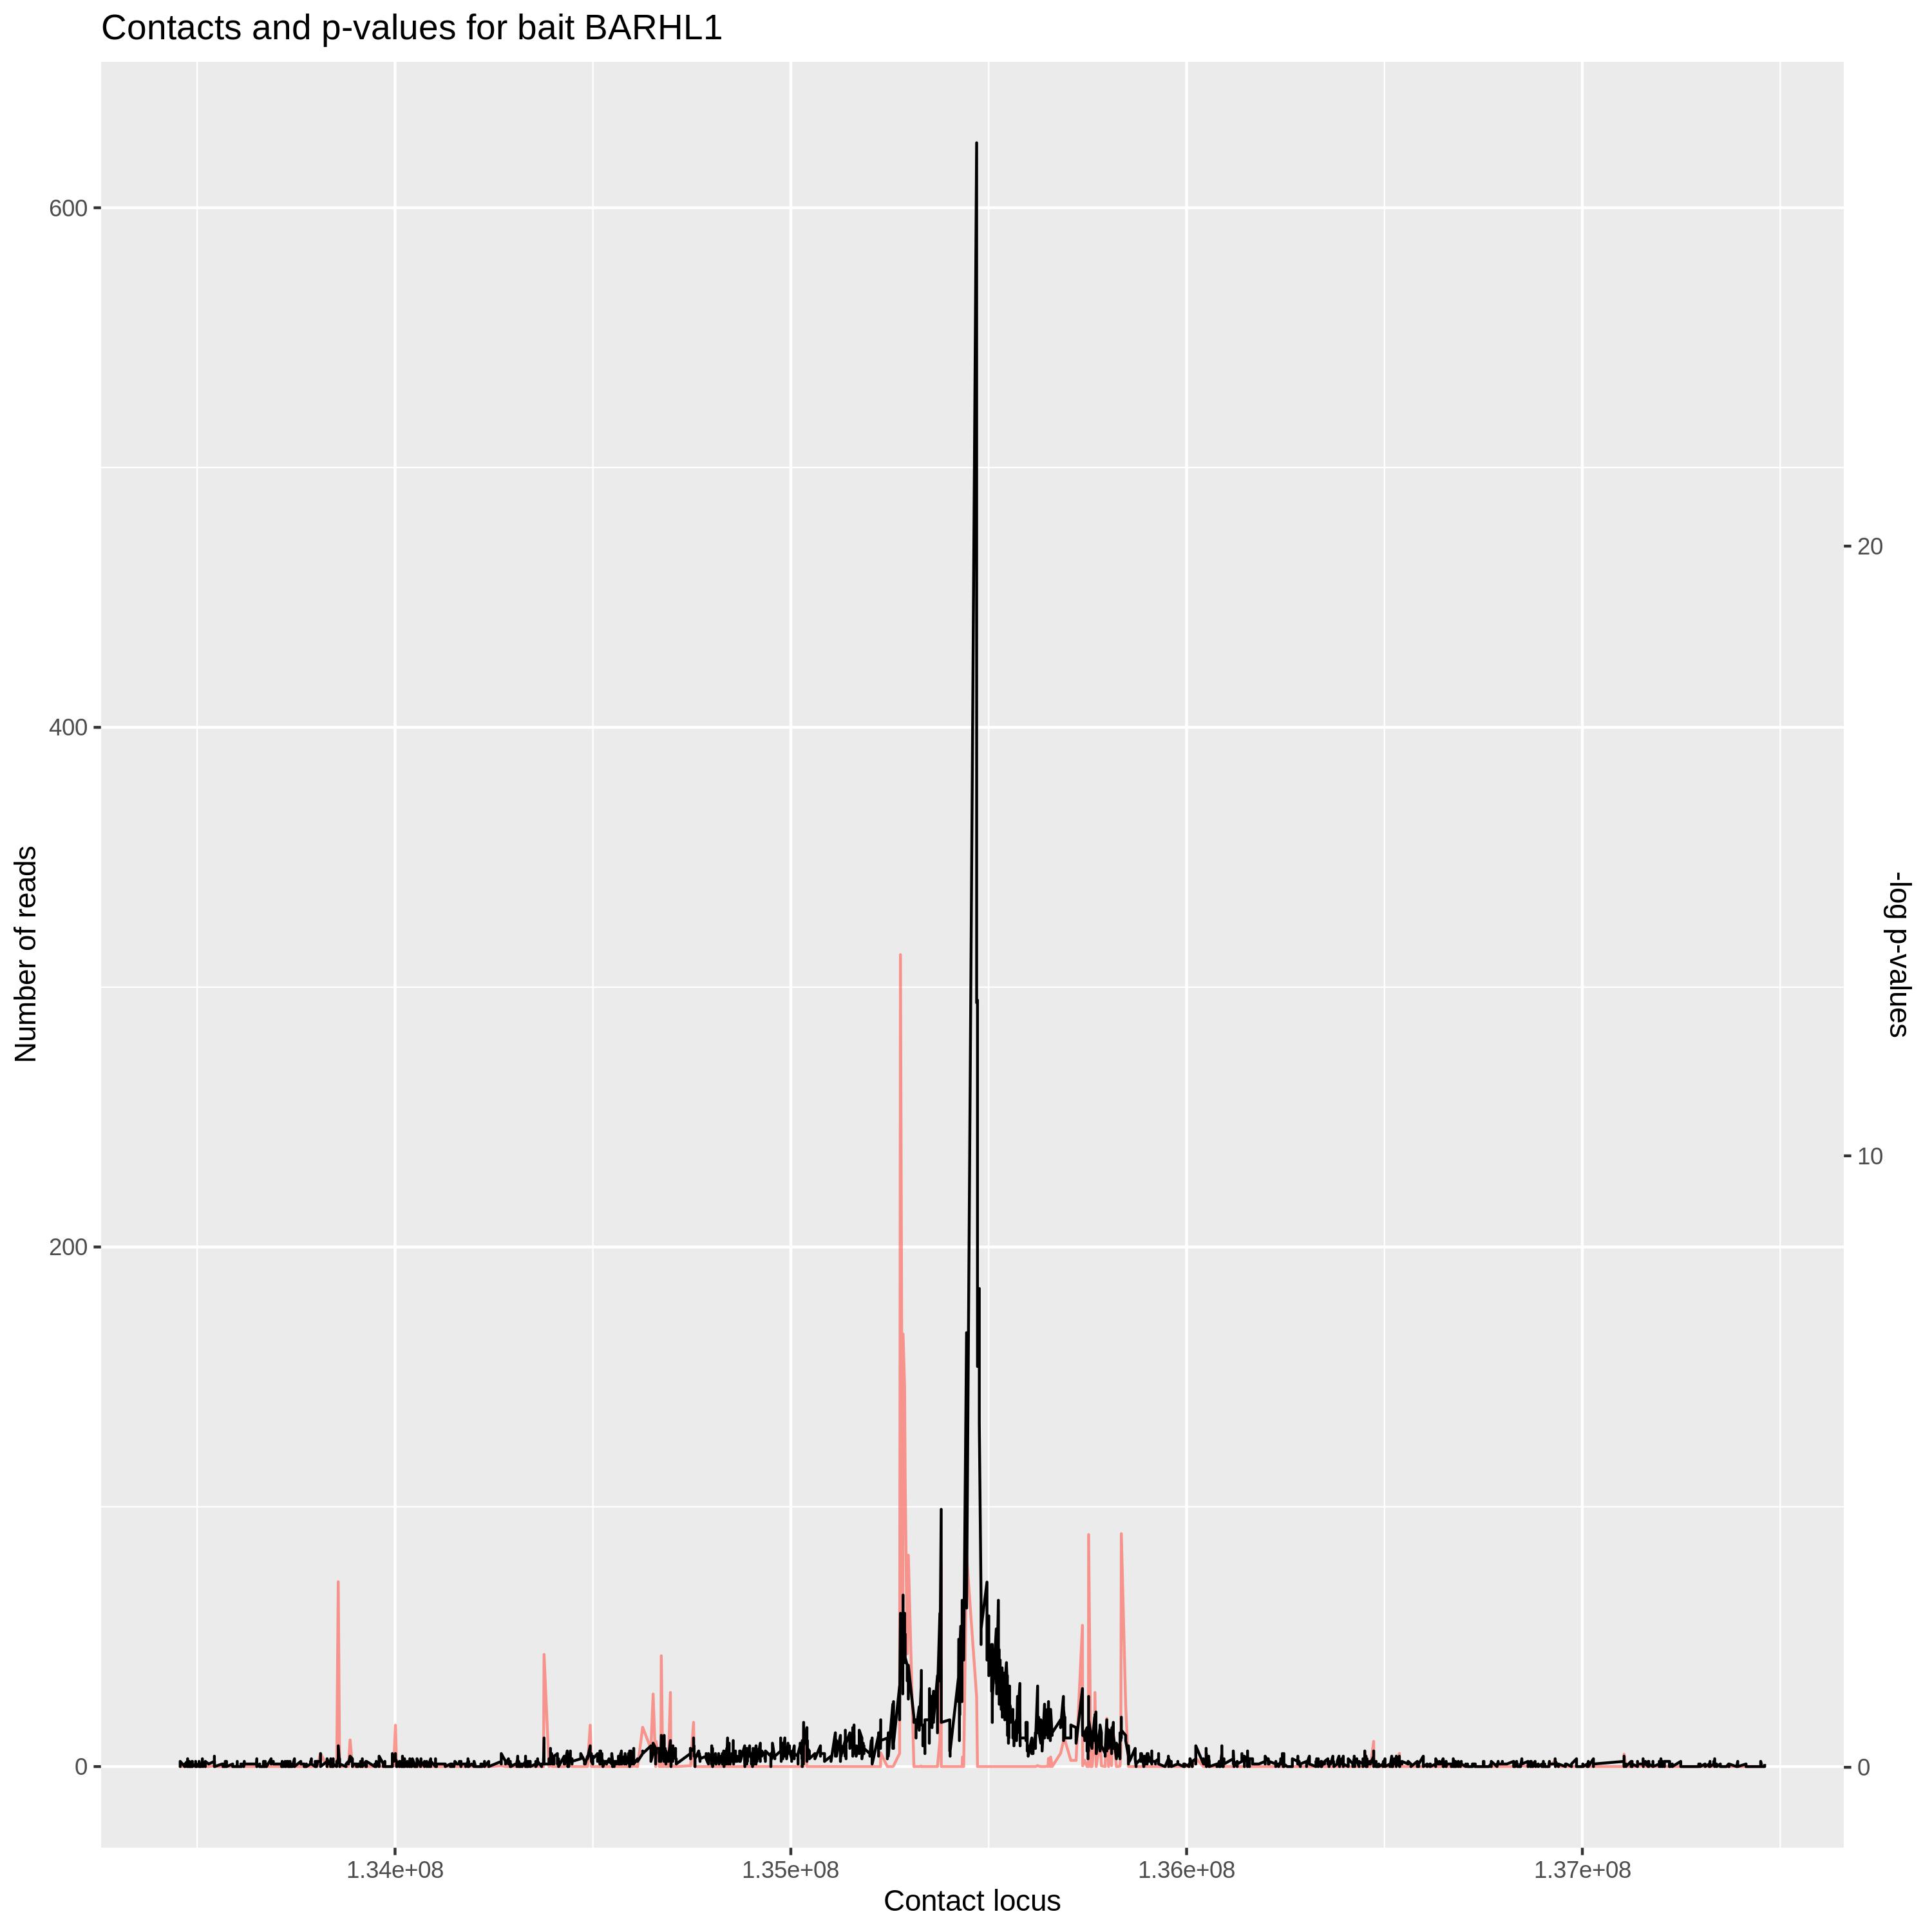 Contacts and p-values for bait BARHL1
600
400
200
0
Number of reads
20
10
0
-log p-values
1.34e+08
1.35e+08
1.36e+08
1.37e+08
Contact locus